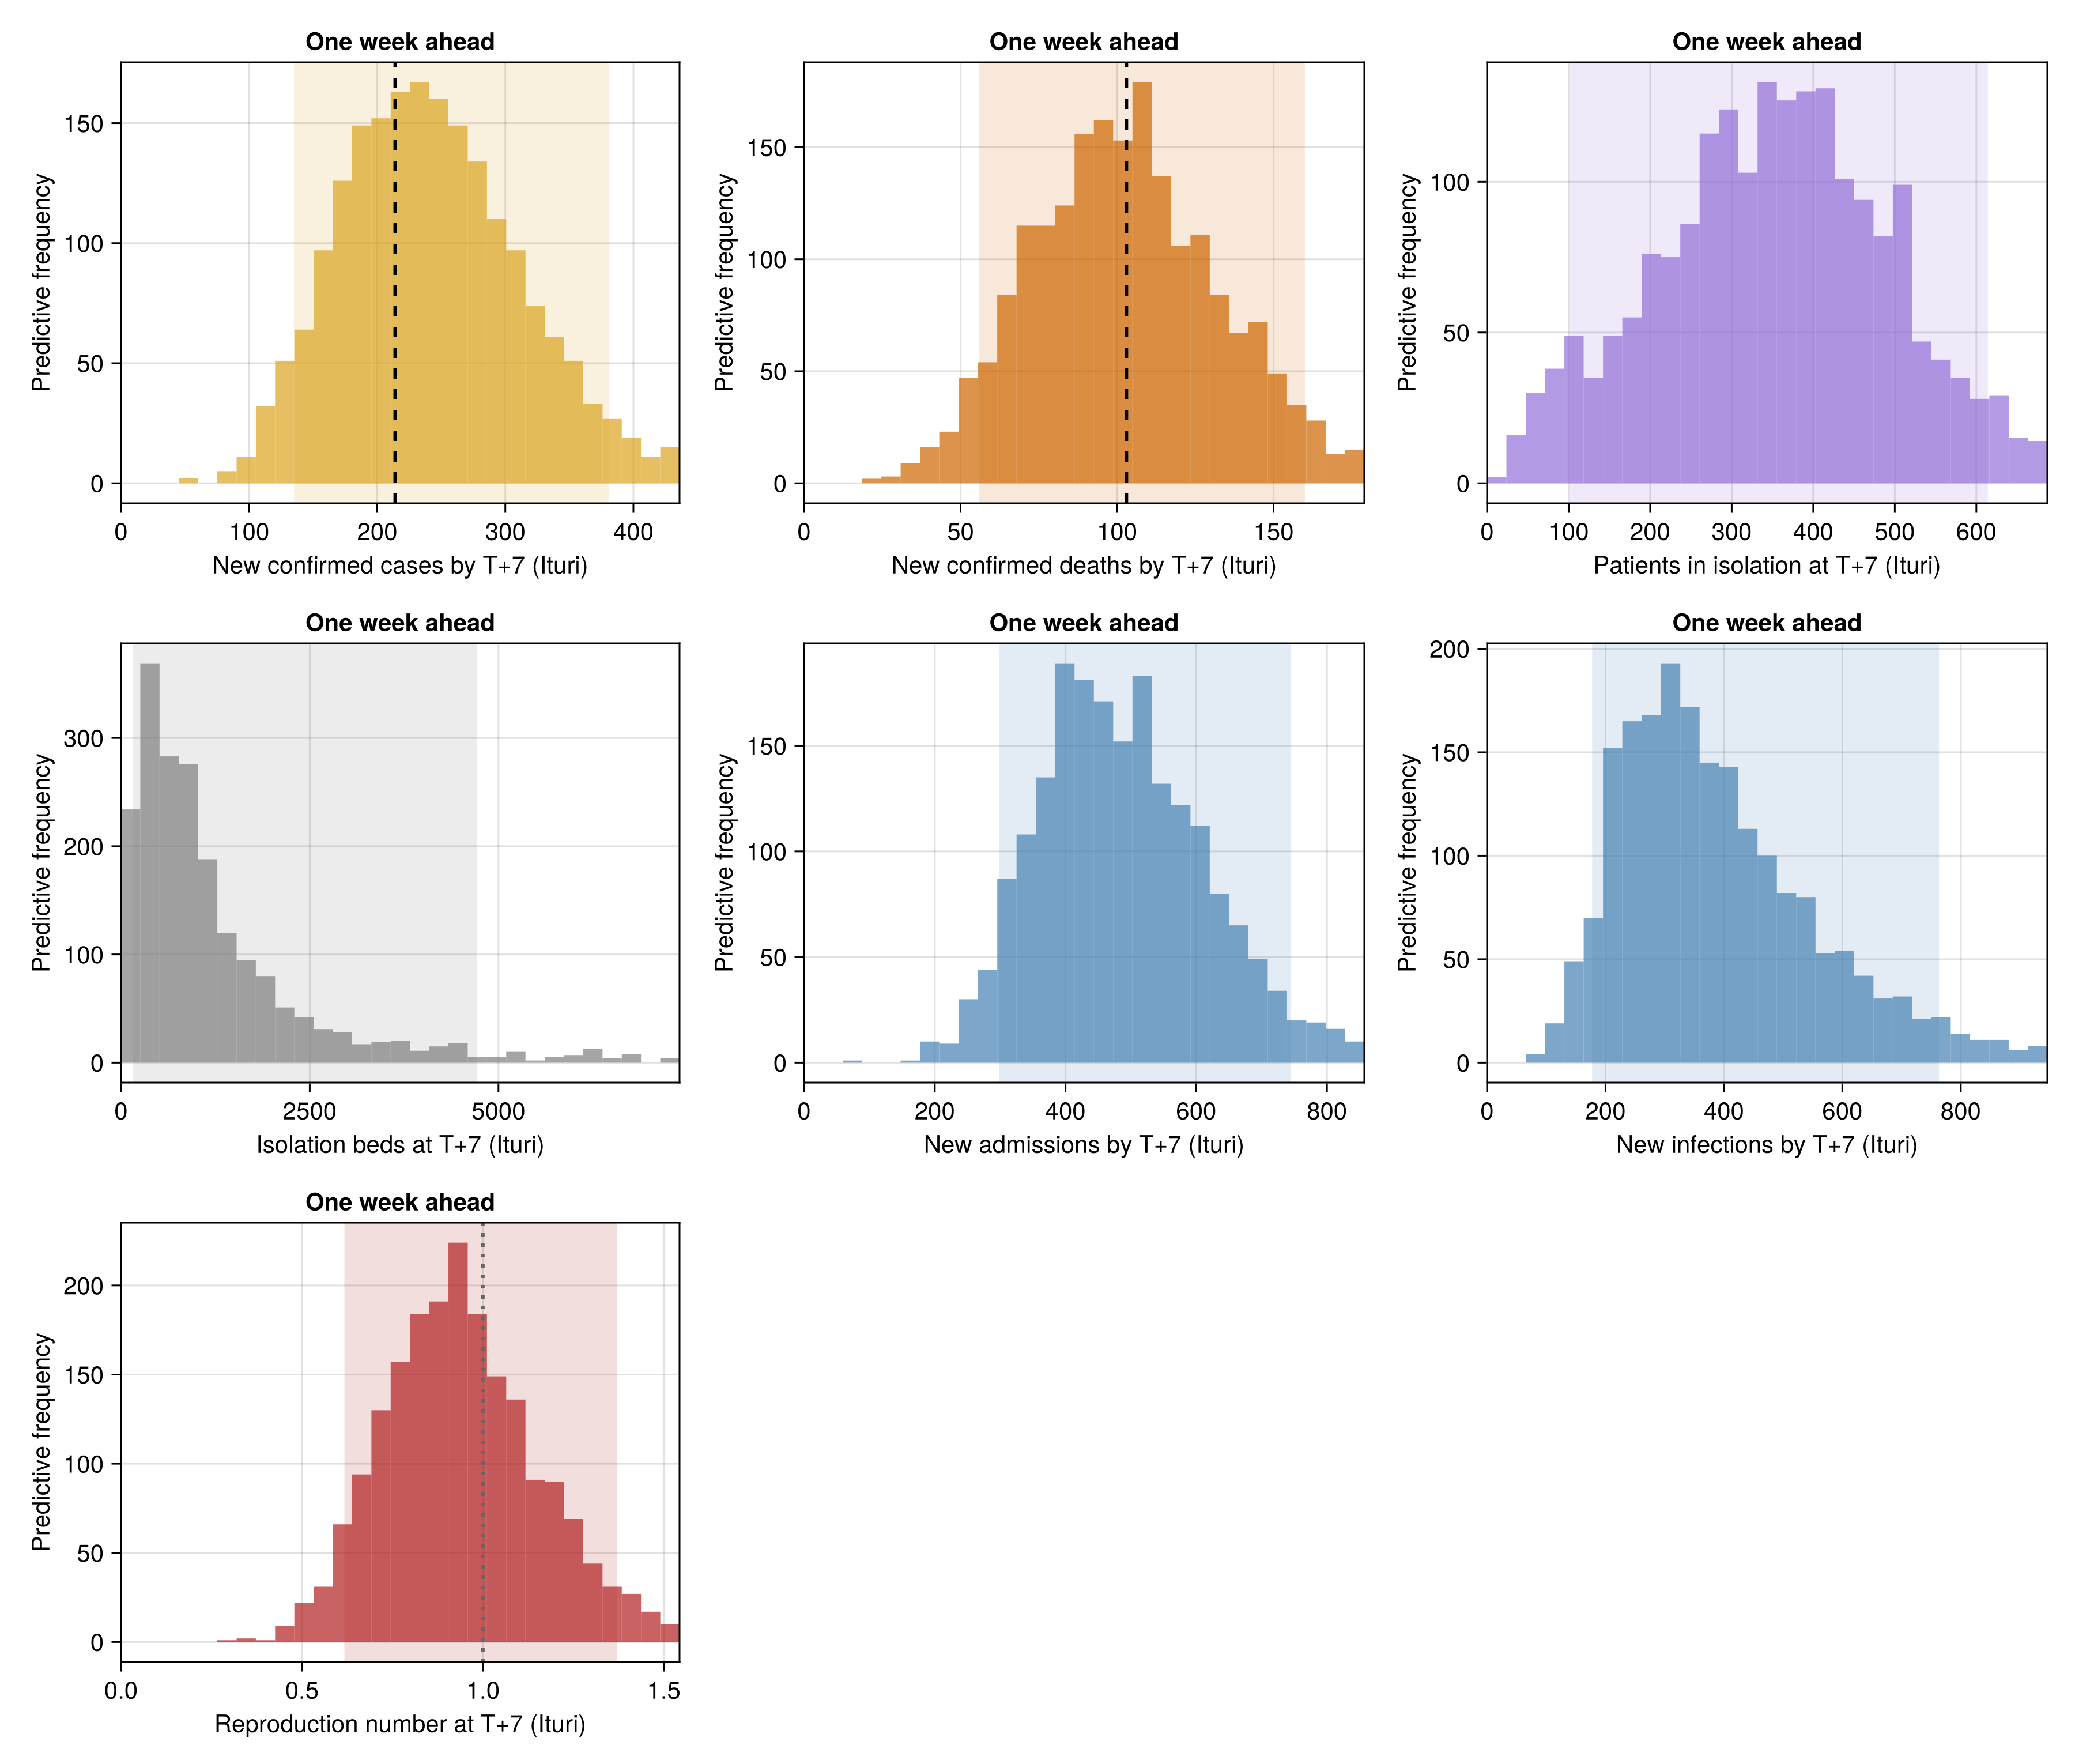 One week ahead
One week ahead
One week ahead
Predictive frequency
150
100
50
0
0
100
200
300
400
New confirmed cases by T+7 (Ituri)
Predictive frequency
150
100
50
0
0
50
100
150
New confirmed deaths by T+7 (Ituri)
Predictive frequency
100
50
0
0
100
200
300
400
500
600
Patients in isolation at T+7 (Ituri)
One week ahead
One week ahead
One week ahead
Predictive frequency
300
200
100
0
0
2500
5000
Isolation beds at T+7 (Ituri)
Predictive frequency
150
100
50
0
0
200
400
600
800
New admissions by T+7 (Ituri)
Predictive frequency
200
150
100
50
0
0
200
400
600
800
New infections by T+7 (Ituri)
One week ahead
Predictive frequency
200
150
100
50
0
0.0
0.5
1.0
1.5
Reproduction number at T+7 (Ituri)